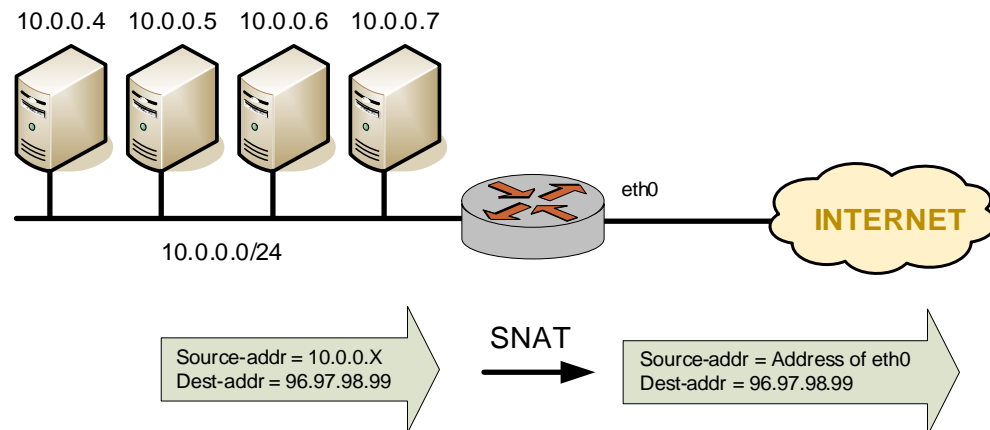 10.0.0.4
10.0.0.5
10.0.0.6
10.0.0.7
eth0
INTERNET
10.0.0.0/24
Source-addr = 10.0.0.X
Dest-addr = 96.97.98.99
SNAT
Source-addr = Address of eth0
Dest-addr = 96.97.98.99